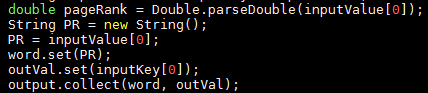 double pageRank = Double.parseDouble(inputValue[0]);
String PR = new String();
PR = inputValue[0];
word.set(PR);
outVal.set(inputKey[0]);
output.collect(word, outVal);